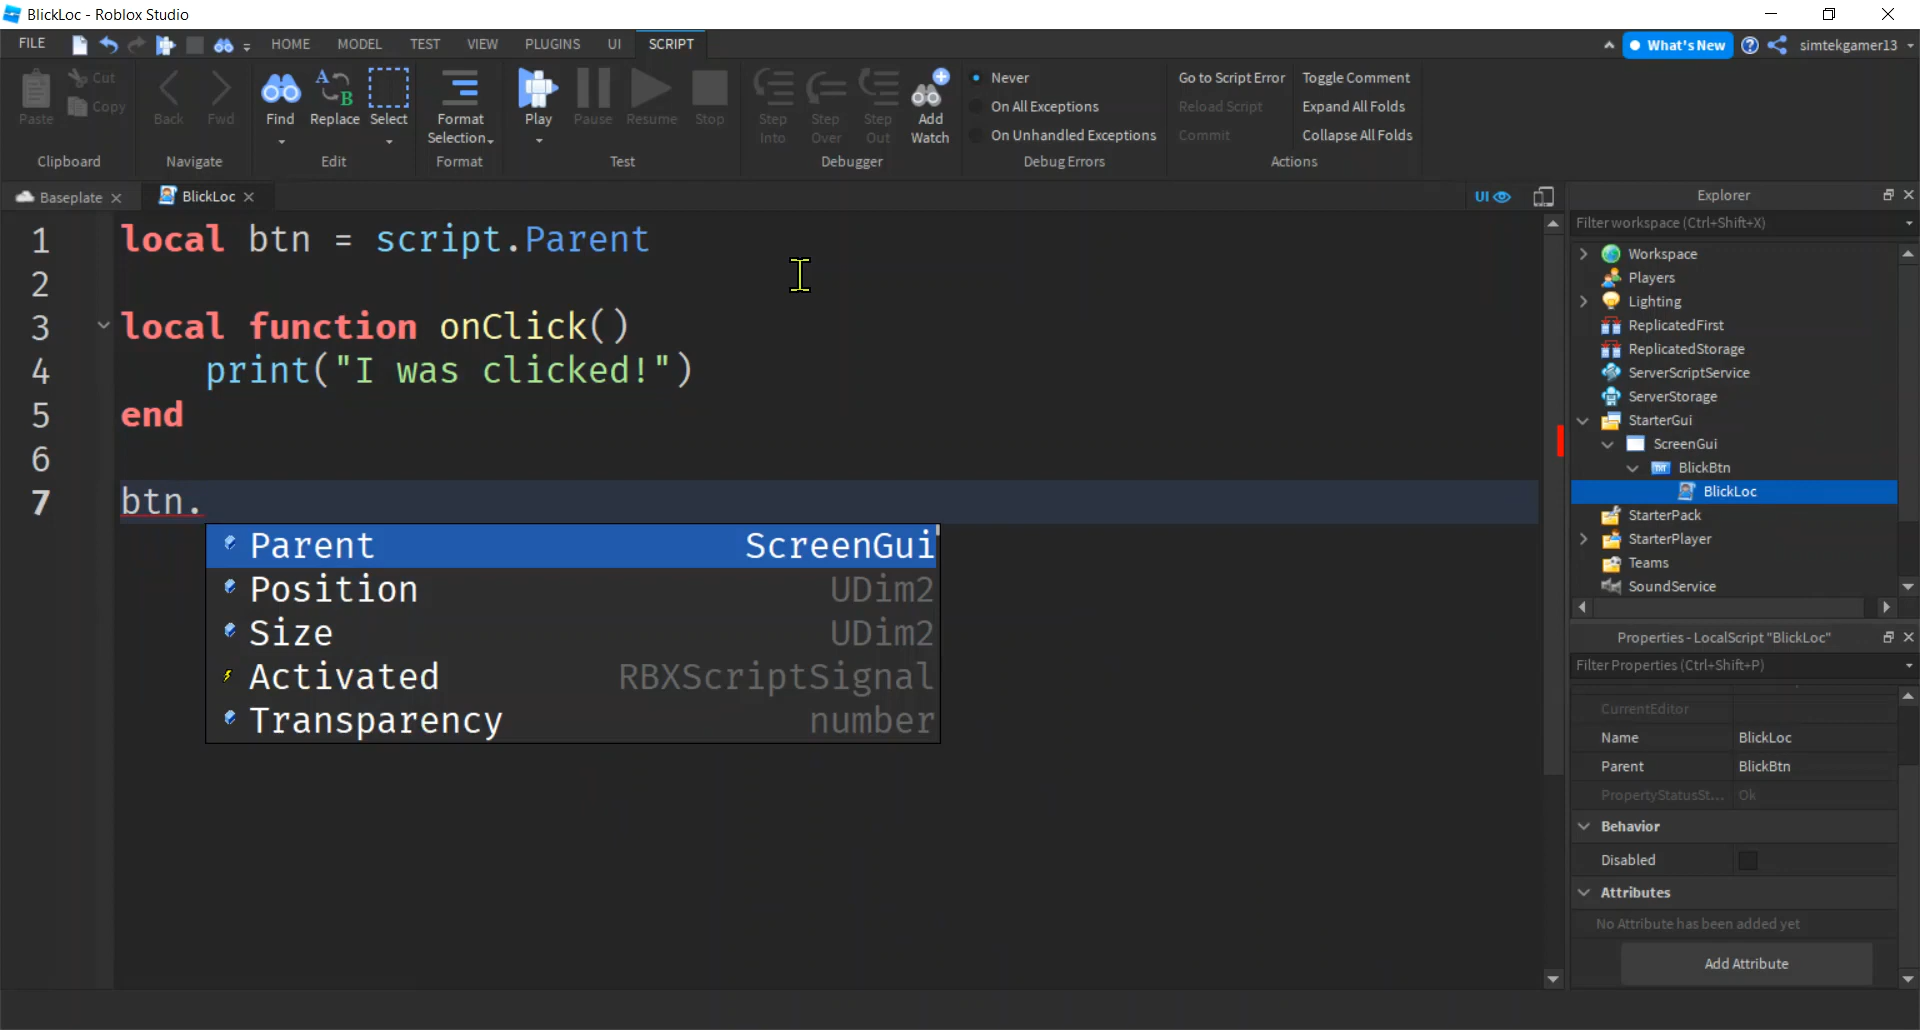 BlickLoc - Roblox Studio
FILE HOME MODEL TEST VIEW PLUGINS UI SCRIPT What's New simtekgamer13
Paste Cut Copy
Clipboard
Back Fwd
Navigate
Find Replace Select
Edit
Format Selection
Format
Play Pause Resume Stop
Test
Step Into Step Over Step Out Add Watch
Debugger
Never
On All Exceptions
On Unhandled Exceptions
Debug Errors
Go to Script Error Toggle Comment
Reload Script Expand All Folds
Commit Collapse All Folds
Actions
Baseplate BlickLoc UI
1 local btn = script.Parent
2
3 local function onClick()
4 print("I was clicked!")
5 end
6
7 btn.
Parent ScreenGui
Position UDim2
Size UDim2
Activated RBXScriptSignal
Transparency number
Explorer
Filter workspace (Ctrl+Shift+X)
Workspace
Players
Lighting
ReplicatedFirst
ReplicatedStorage
ServerScriptService
ServerStorage
StarterGui
ScreenGui
TXT BlickBtn
BlickLoc
StarterPack
StarterPlayer
Teams
SoundService
Properties - LocalScript "BlickLoc"
Filter Properties (Ctrl+Shift+P)
CurrentEditor
Name BlickLoc
Parent BlickBtn
PropertyStatusSt... Ok
Behavior
Disabled
Attributes
No Attribute has been added yet
Add Attribute